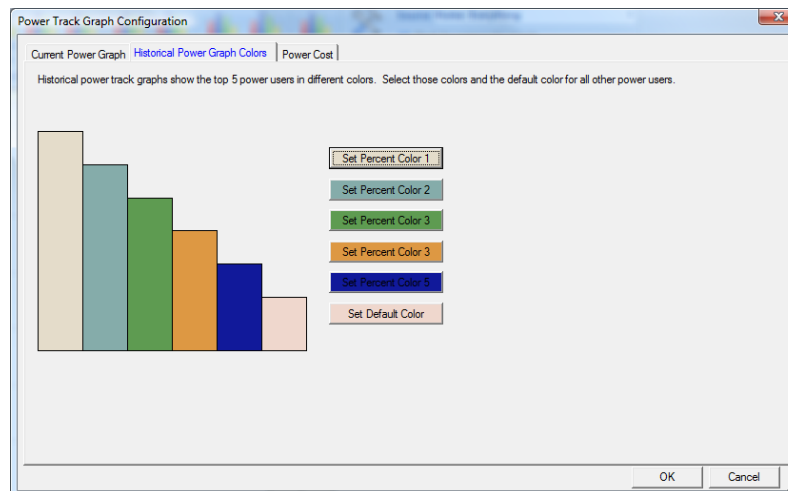 Power Track Graph Configuration
Current Power Graph Historical Power Graph Colors Power Cost
Historical power track graphs show the top 5 power users in different colors. Select those colors and the default color for all other power users.
Set Percent Color 1
Set Percent Color 2
Set Percent Color 3
Set Percent Color 3
Set Percent Color 5
Set Default Color
OK Cancel